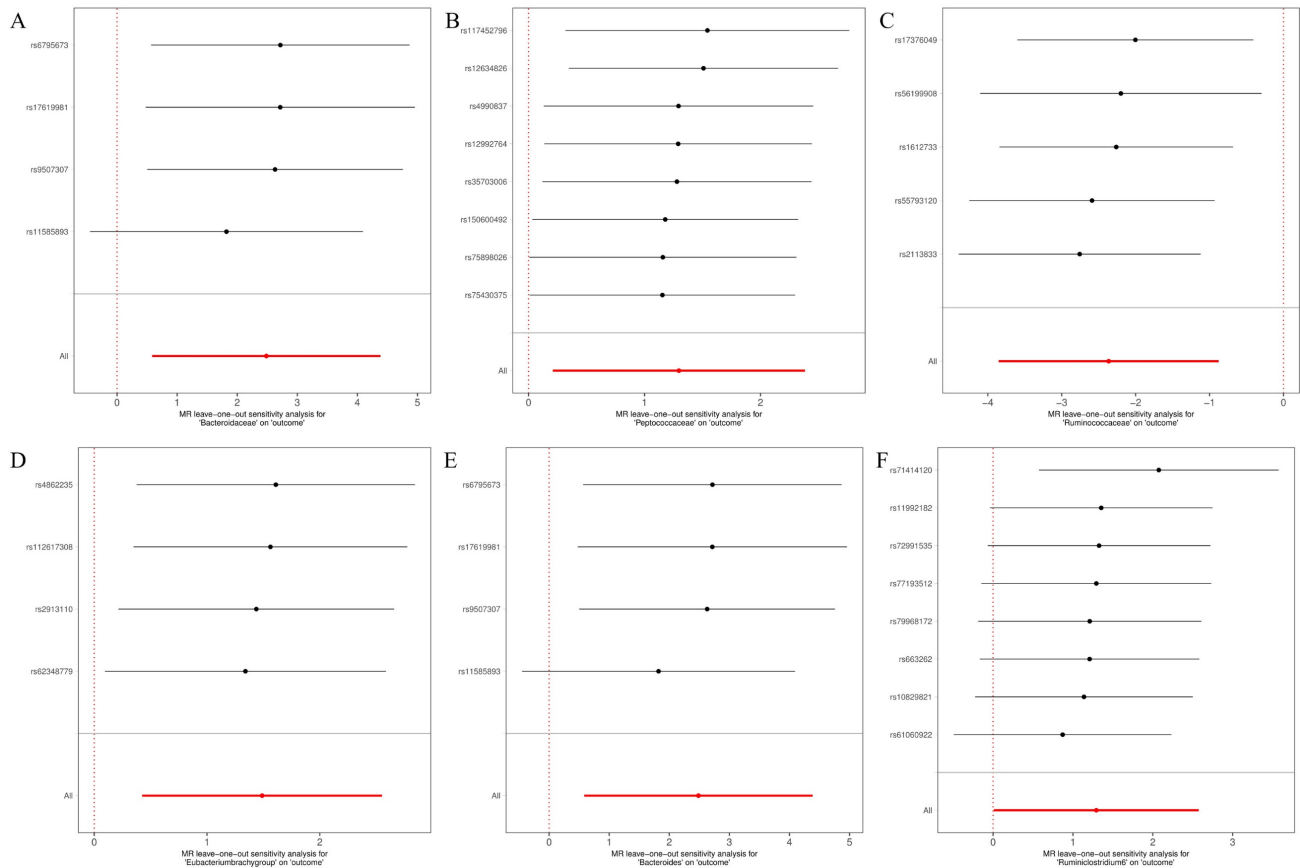 A
rs6795673
rs17619981
rs9507307
rs11585893
All
0 1 2 3 4 5
MR leave−one−out sensitivity analysis for
'Bacteroidaceae' on 'outcome'
B
rs117452796
rs12634826
rs4990837
rs12992764
rs35703006
rs150600492
rs75898026
rs75430375
All
0 1 2
MR leave−one−out sensitivity analysis for
'Peptococcaceae' on 'outcome'
C
rs17376049
rs56199908
rs1612733
rs55793120
rs2113833
All
−4 −3 −2 −1 0
MR leave−one−out sensitivity analysis for
'Ruminococcaceae' on 'outcome'
D
rs4862235
rs112617308
rs2913110
rs62348779
All
0 1 2
MR leave−one−out sensitivity analysis for
'Eubacteriumbrachygroup' on 'outcome'
E
rs6795673
rs17619981
rs9507307
rs11585893
All
0 1 2 3 4 5
MR leave−one−out sensitivity analysis for
'Bacteroides' on 'outcome'
F
rs71414120
rs11992182
rs72991535
rs77193512
rs79968172
rs663262
rs10829821
rs61060922
All
0 1 2 3
MR leave−one−out sensitivity analysis for
'Ruminiclostridium6' on 'outcome'